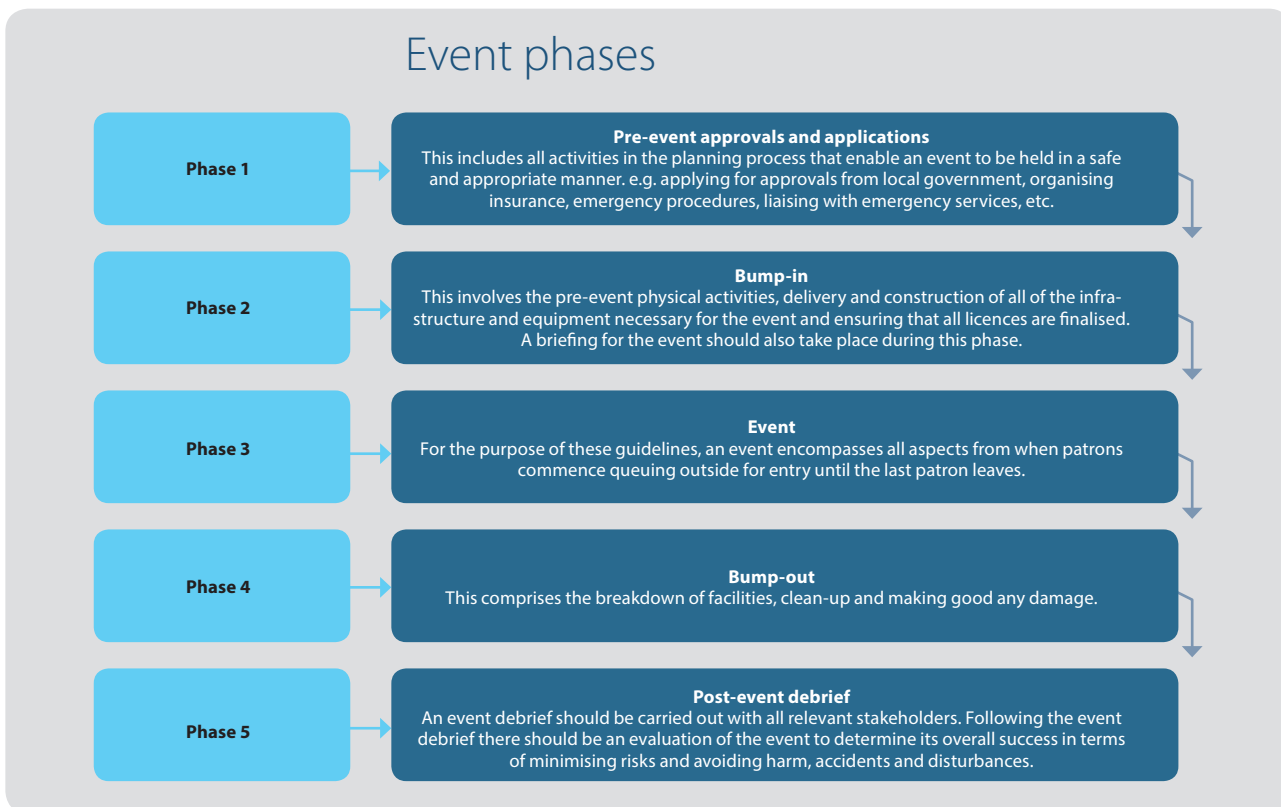 Event phases
Phase 1
Pre-event approvals and applications
This includes all activities in the planning process that enable an event to be held in a safe
and appropriate manner. e.g. applying for approvals from local government, organising
insurance, emergency procedures, liaising with emergency services, etc.
Phase 2
Bump-in
This involves the pre-event physical activities, delivery and construction of all of the infra-
structure and equipment necessary for the event and ensuring that all licences are finalised.
A briefing for the event should also take place during this phase.
Phase 3
Event
For the purpose of these guidelines, an event encompasses all aspects from when patrons
commence queuing outside for entry until the last patron leaves.
Phase 4
Bump-out
This comprises the breakdown of facilities, clean-up and making good any damage.
Phase 5
Post-event debrief
An event debrief should be carried out with all relevant stakeholders. Following the event
debrief there should be an evaluation of the event to determine its overall success in terms
of minimising risks and avoiding harm, accidents and disturbances.